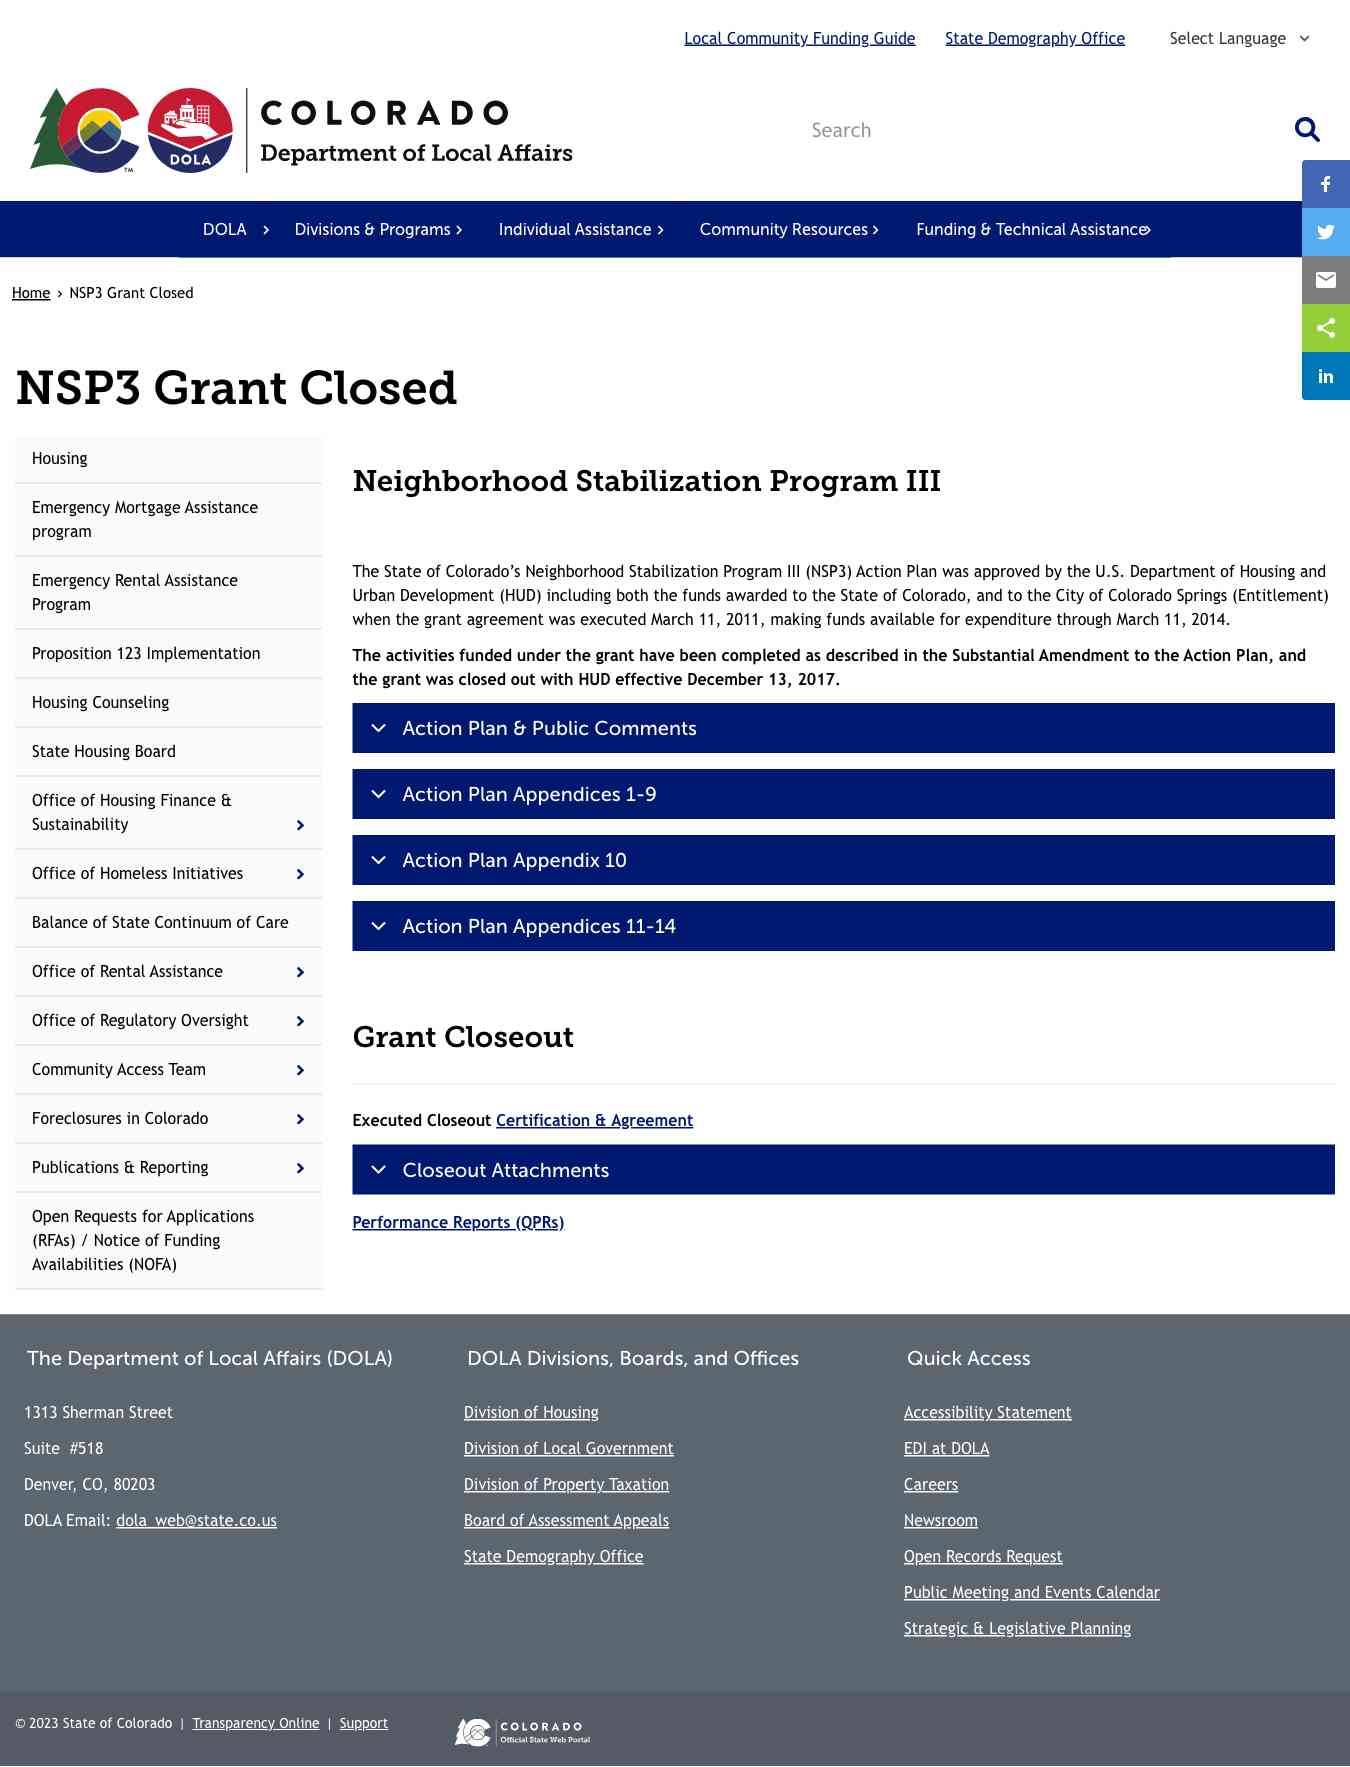 Local Community Funding Guide State Demography Office Select Language
COLORADO
Department of Local Affairs
DOLA
TM
Search
DOLA Divisions & Programs Individual Assistance Community Resources Funding & Technical Assistance
Home › NSP3 Grant Closed
NSP3 Grant Closed
Housing
Emergency Mortgage Assistance
program
Emergency Rental Assistance
Program
Proposition 123 Implementation
Housing Counseling
State Housing Board
Office of Housing Finance &
Sustainability
Office of Homeless Initiatives
Balance of State Continuum of Care
Office of Rental Assistance
Office of Regulatory Oversight
Community Access Team
Foreclosures in Colorado
Publications & Reporting
Open Requests for Applications
(RFAs) / Notice of Funding
Availabilities (NOFA)
Neighborhood Stabilization Program III
The State of Colorado’s Neighborhood Stabilization Program III (NSP3) Action Plan was approved by the U.S. Department of Housing and
Urban Development (HUD) including both the funds awarded to the State of Colorado, and to the City of Colorado Springs (Entitlement)
when the grant agreement was executed March 11, 2011, making funds available for expenditure through March 11, 2014.
The activities funded under the grant have been completed as described in the Substantial Amendment to the Action Plan, and
the grant was closed out with HUD effective December 13, 2017.
Action Plan & Public Comments
Action Plan Appendices 1-9
Action Plan Appendix 10
Action Plan Appendices 11-14
Grant Closeout
Executed Closeout Certification & Agreement
Closeout Attachments
Performance Reports (QPRs)
The Department of Local Affairs (DOLA)
1313 Sherman Street
Suite #518
Denver, CO, 80203
DOLA Email: dola_web@state.co.us
DOLA Divisions, Boards, and Offices
Division of Housing
Division of Local Government
Division of Property Taxation
Board of Assessment Appeals
State Demography Office
Quick Access
Accessibility Statement
EDI at DOLA
Careers
Newsroom
Open Records Request
Public Meeting and Events Calendar
Strategic & Legislative Planning
© 2023 State of Colorado | Transparency Online | Support
COLORADO
Official State Web Portal